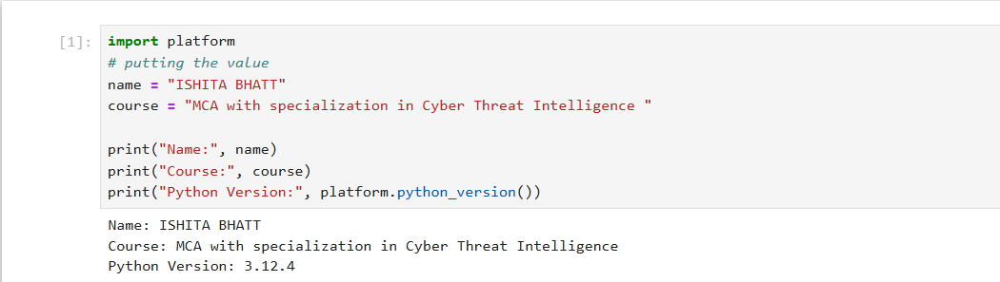 [1]: import platform
# putting the value
name = "ISHITA BHATT"
course = "MCA with specialization in Cyber Threat Intelligence "
print("Name:", name)
print("Course:", course)
print("Python Version:", platform.python_version())
Name: ISHITA BHATT
Course: MCA with specialization in Cyber Threat Intelligence
Python Version: 3.12.4